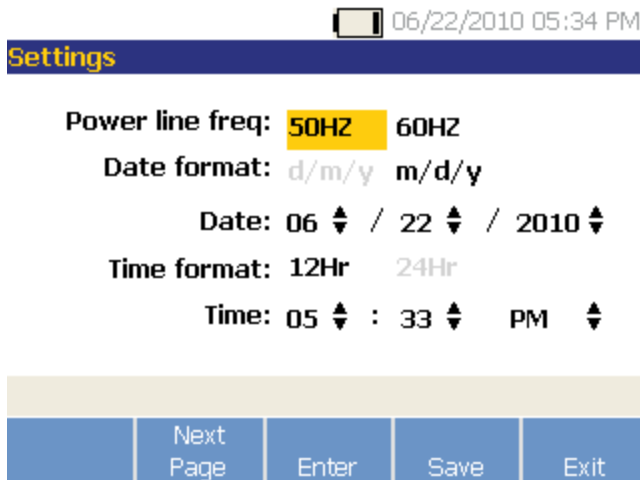 06/22/2010 05:34 PM
Settings
Power line freq: 50HZ 60HZ
Date format: d/m/y m/d/y
Date: 06 / 22 / 2010
Time format: 12Hr 24Hr
Time: 05 : 33 PM
Next Page Enter Save Exit